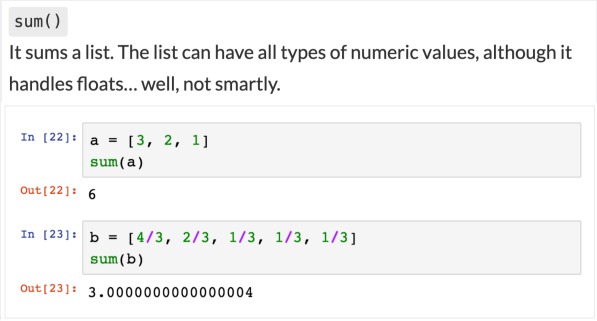 sum()
It sums a list. The list can have all types of numeric values, although it
handles floats… well, not smartly.
In [22]: a = [3, 2, 1]
sum(a)
Out[22]: 6
In [23]: b = [4/3, 2/3, 1/3, 1/3, 1/3]
sum(b)
Out[23]: 3.0000000000000004